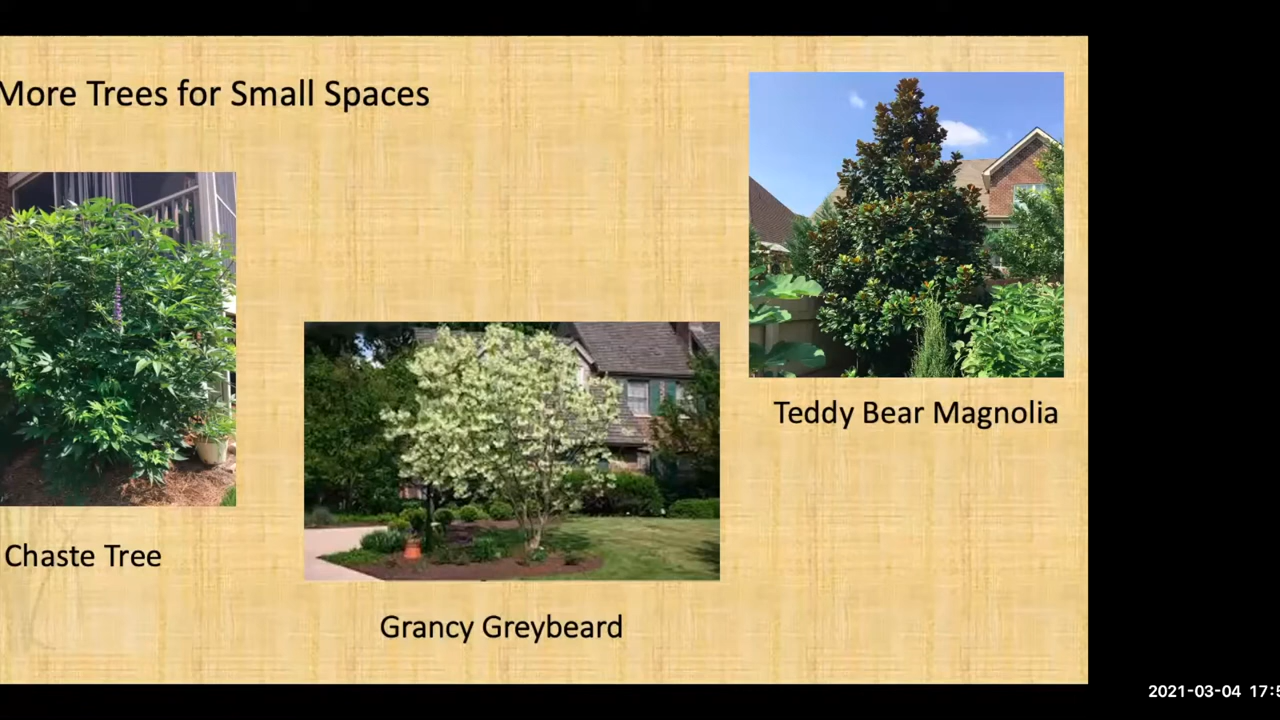 More Trees for Small Spaces
Teddy Bear Magnolia
Chaste Tree
Grancy Greybeard
2021-03-04 17:5